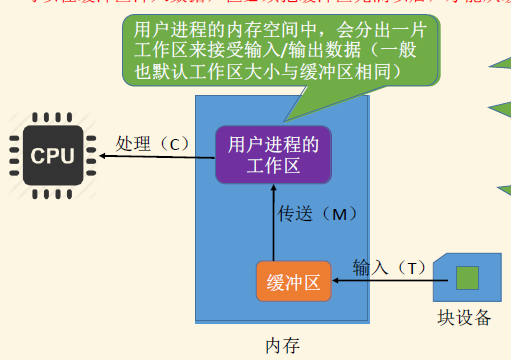 用户进程的内存空间中，会分出一片
工作区来接受输入/输出数据（一般
也默认工作区大小与缓冲区相同）
CPU
处理（C）
用户进程的
工作区
传送（M）
缓冲区
输入（T）
块设备
内存